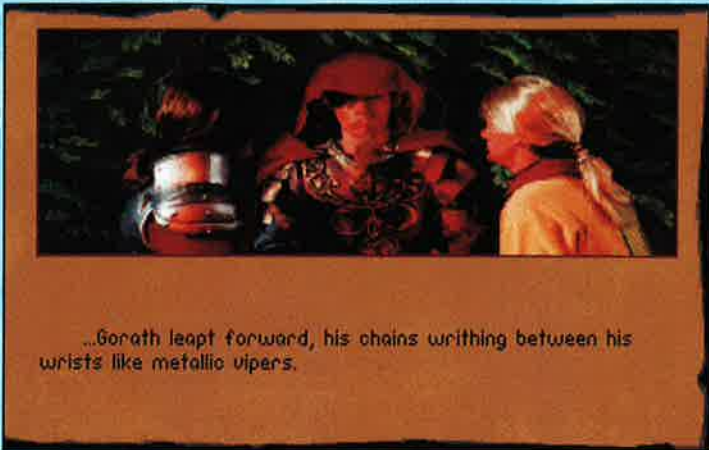 ...Gorath leapt forward, his chains writhing between his
wrists like metallic vipers.